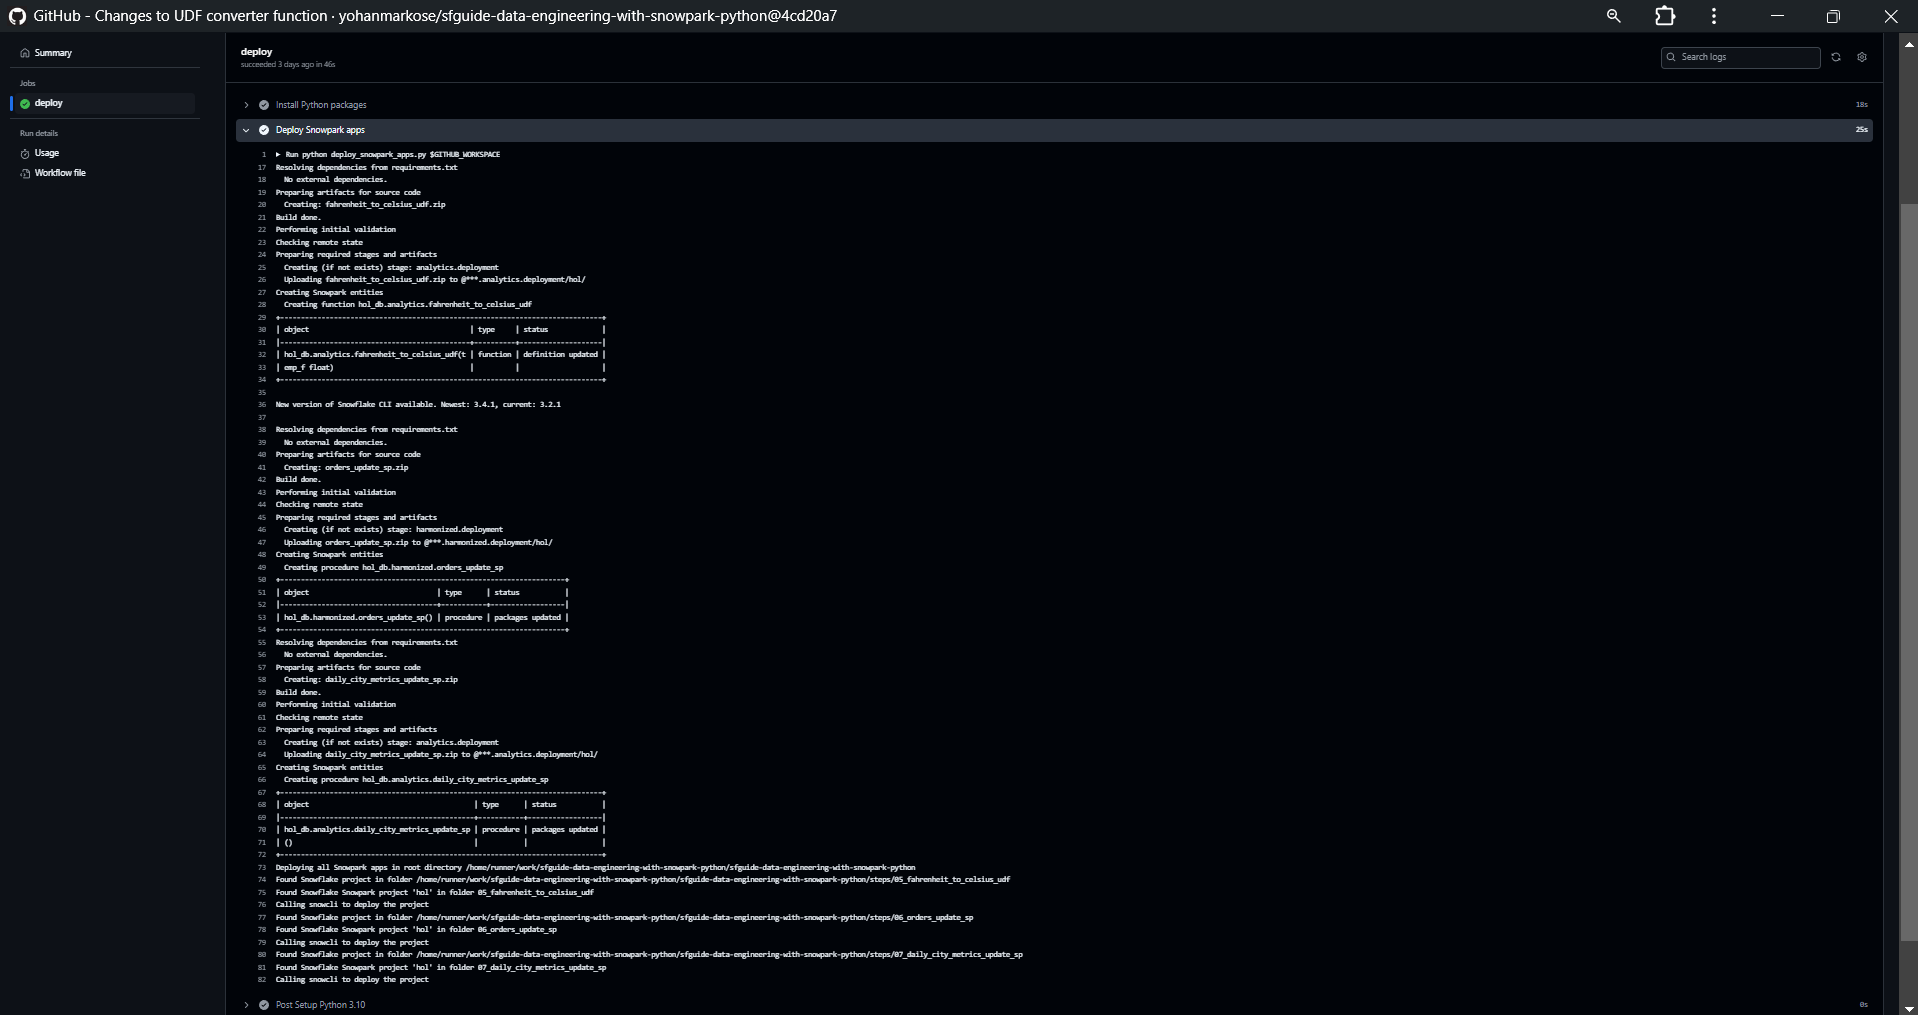 GitHub - Changes to UDF converter function · yohanmarkose/sfguide-data-engineering-with-snowpark-python@4cd20a7
Summary
Jobs
deploy
Run details
Usage
Workflow file
deploy
succeeded 3 days ago in 46s
Search logs
Install Python packages
18s
Deploy Snowpark apps
25s
1 ▶ Run python deploy_snowpark_apps.py $GITHUB_WORKSPACE
17 Resolving dependencies from requirements.txt
18 No external dependencies.
19 Preparing artifacts for source code
20 Creating: fahrenheit_to_celsius_udf.zip
21 Build done.
22 Performing initial validation
23 Checking remote state
24 Preparing required stages and artifacts
25 Creating (if not exists) stage: analytics.deployment
26 Uploading fahrenheit_to_celsius_udf.zip to @***.analytics.deployment/hol/
27 Creating Snowpark entities
28 Creating function hol_db.analytics.fahrenheit_to_celsius_udf
29 +------------------------------------------------------------------------------+
30 | object | type | status |
31 |----------------------------------------------+----------+--------------------|
32 | hol_db.analytics.fahrenheit_to_celsius_udf(t | function | definition updated |
33 | emp_f float) | | |
34 +------------------------------------------------------------------------------+
35
36 New version of Snowflake CLI available. Newest: 3.4.1, current: 3.2.1
37
38 Resolving dependencies from requirements.txt
39 No external dependencies.
40 Preparing artifacts for source code
41 Creating: orders_update_sp.zip
42 Build done.
43 Performing initial validation
44 Checking remote state
45 Preparing required stages and artifacts
46 Creating (if not exists) stage: harmonized.deployment
47 Uploading orders_update_sp.zip to @***.harmonized.deployment/hol/
48 Creating Snowpark entities
49 Creating procedure hol_db.harmonized.orders_update_sp
50 +---------------------------------------------------------------------+
51 | object | type | status |
52 |--------------------------------------+-----------+------------------|
53 | hol_db.harmonized.orders_update_sp() | procedure | packages updated |
54 +---------------------------------------------------------------------+
55 Resolving dependencies from requirements.txt
56 No external dependencies.
57 Preparing artifacts for source code
58 Creating: daily_city_metrics_update_sp.zip
59 Build done.
60 Performing initial validation
61 Checking remote state
62 Preparing required stages and artifacts
63 Creating (if not exists) stage: analytics.deployment
64 Uploading daily_city_metrics_update_sp.zip to @***.analytics.deployment/hol/
65 Creating Snowpark entities
66 Creating procedure hol_db.analytics.daily_city_metrics_update_sp
67 +------------------------------------------------------------------------------+
68 | object | type | status |
69 |-----------------------------------------------+-----------+------------------|
70 | hol_db.analytics.daily_city_metrics_update_sp | procedure | packages updated |
71 | () | | |
72 +------------------------------------------------------------------------------+
73 Deploying all Snowpark apps in root directory /home/runner/work/sfguide-data-engineering-with-snowpark-python/sfguide-data-engineering-with-snowpark-python
74 Found Snowflake project in folder /home/runner/work/sfguide-data-engineering-with-snowpark-python/sfguide-data-engineering-with-snowpark-python/steps/05_fahrenheit_to_celsius_udf
75 Found Snowflake Snowpark project 'hol' in folder 05_fahrenheit_to_celsius_udf
76 Calling snowcli to deploy the project
77 Found Snowflake project in folder /home/runner/work/sfguide-data-engineering-with-snowpark-python/sfguide-data-engineering-with-snowpark-python/steps/06_orders_update_sp
78 Found Snowflake Snowpark project 'hol' in folder 06_orders_update_sp
79 Calling snowcli to deploy the project
80 Found Snowflake project in folder /home/runner/work/sfguide-data-engineering-with-snowpark-python/sfguide-data-engineering-with-snowpark-python/steps/07_daily_city_metrics_update_sp
81 Found Snowflake Snowpark project 'hol' in folder 07_daily_city_metrics_update_sp
82 Calling snowcli to deploy the project
Post Setup Python 3.10
0s